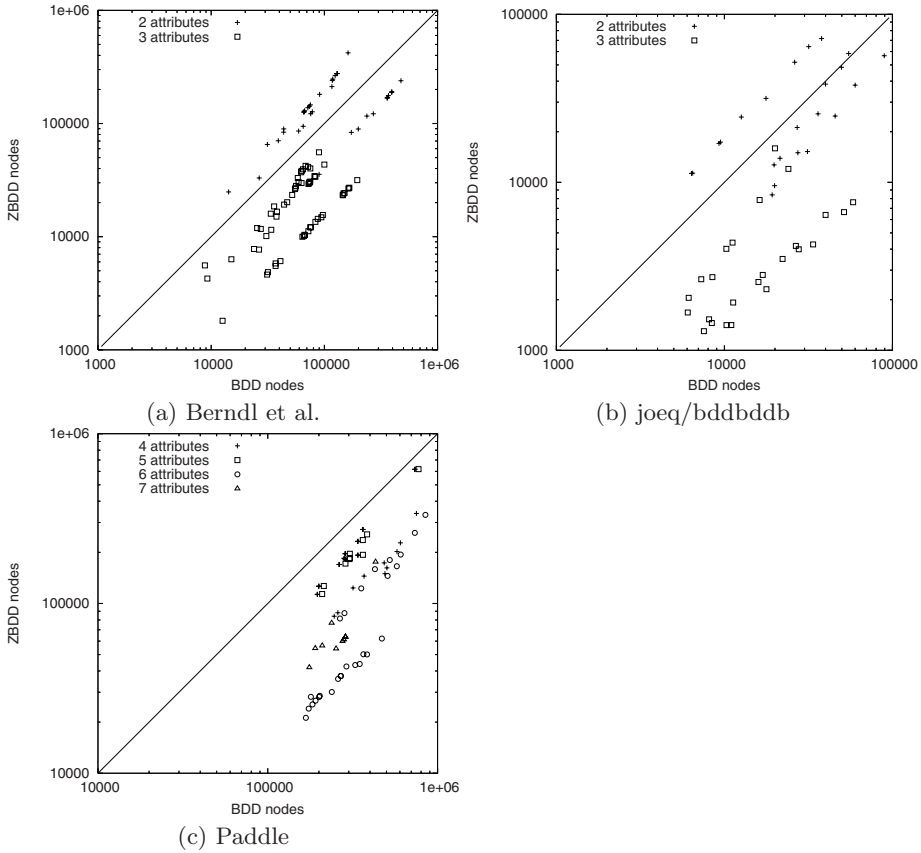 1e+06
2 attributes
3 attributes
100000
ZBDD nodes
10000
1000
1000
10000
100000
1e+06
BDD nodes
(a) Berndl et al.
100000
2 attributes
3 attributes
ZBDD nodes
10000
1000
1000
10000
100000
BDD nodes
(b) joeq/bddbddb
1e+06
4 attributes
5 attributes
6 attributes
7 attributes
ZBDD nodes
100000
10000
10000
100000
1e+06
BDD nodes
(c) Paddle